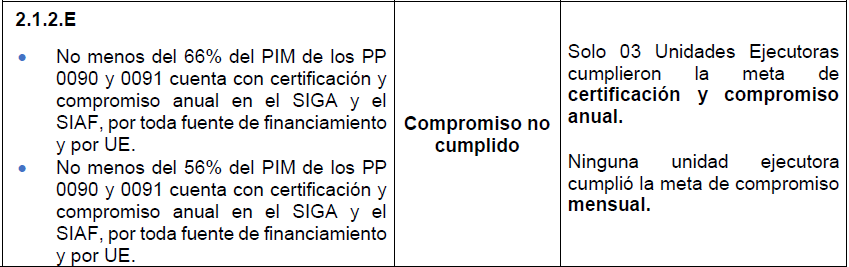 2.1.2.E
• No menos del 66% del PIM de los PP
0090 y 0091 cuenta con certificación y
compromiso anual en el SIGA y el
SIAF, por toda fuente de financiamiento
y por UE.
• No menos del 56% del PIM de los PP
0090 y 0091 cuenta con certificación y
compromiso anual en el SIGA y el
SIAF, por toda fuente de financiamiento
y por UE.
Compromiso no
cumplido
Solo 03 Unidades Ejecutoras
cumplieron la meta de
certificación y compromiso
anual.
Ninguna unidad ejecutora
cumplió la meta de compromiso
mensual.